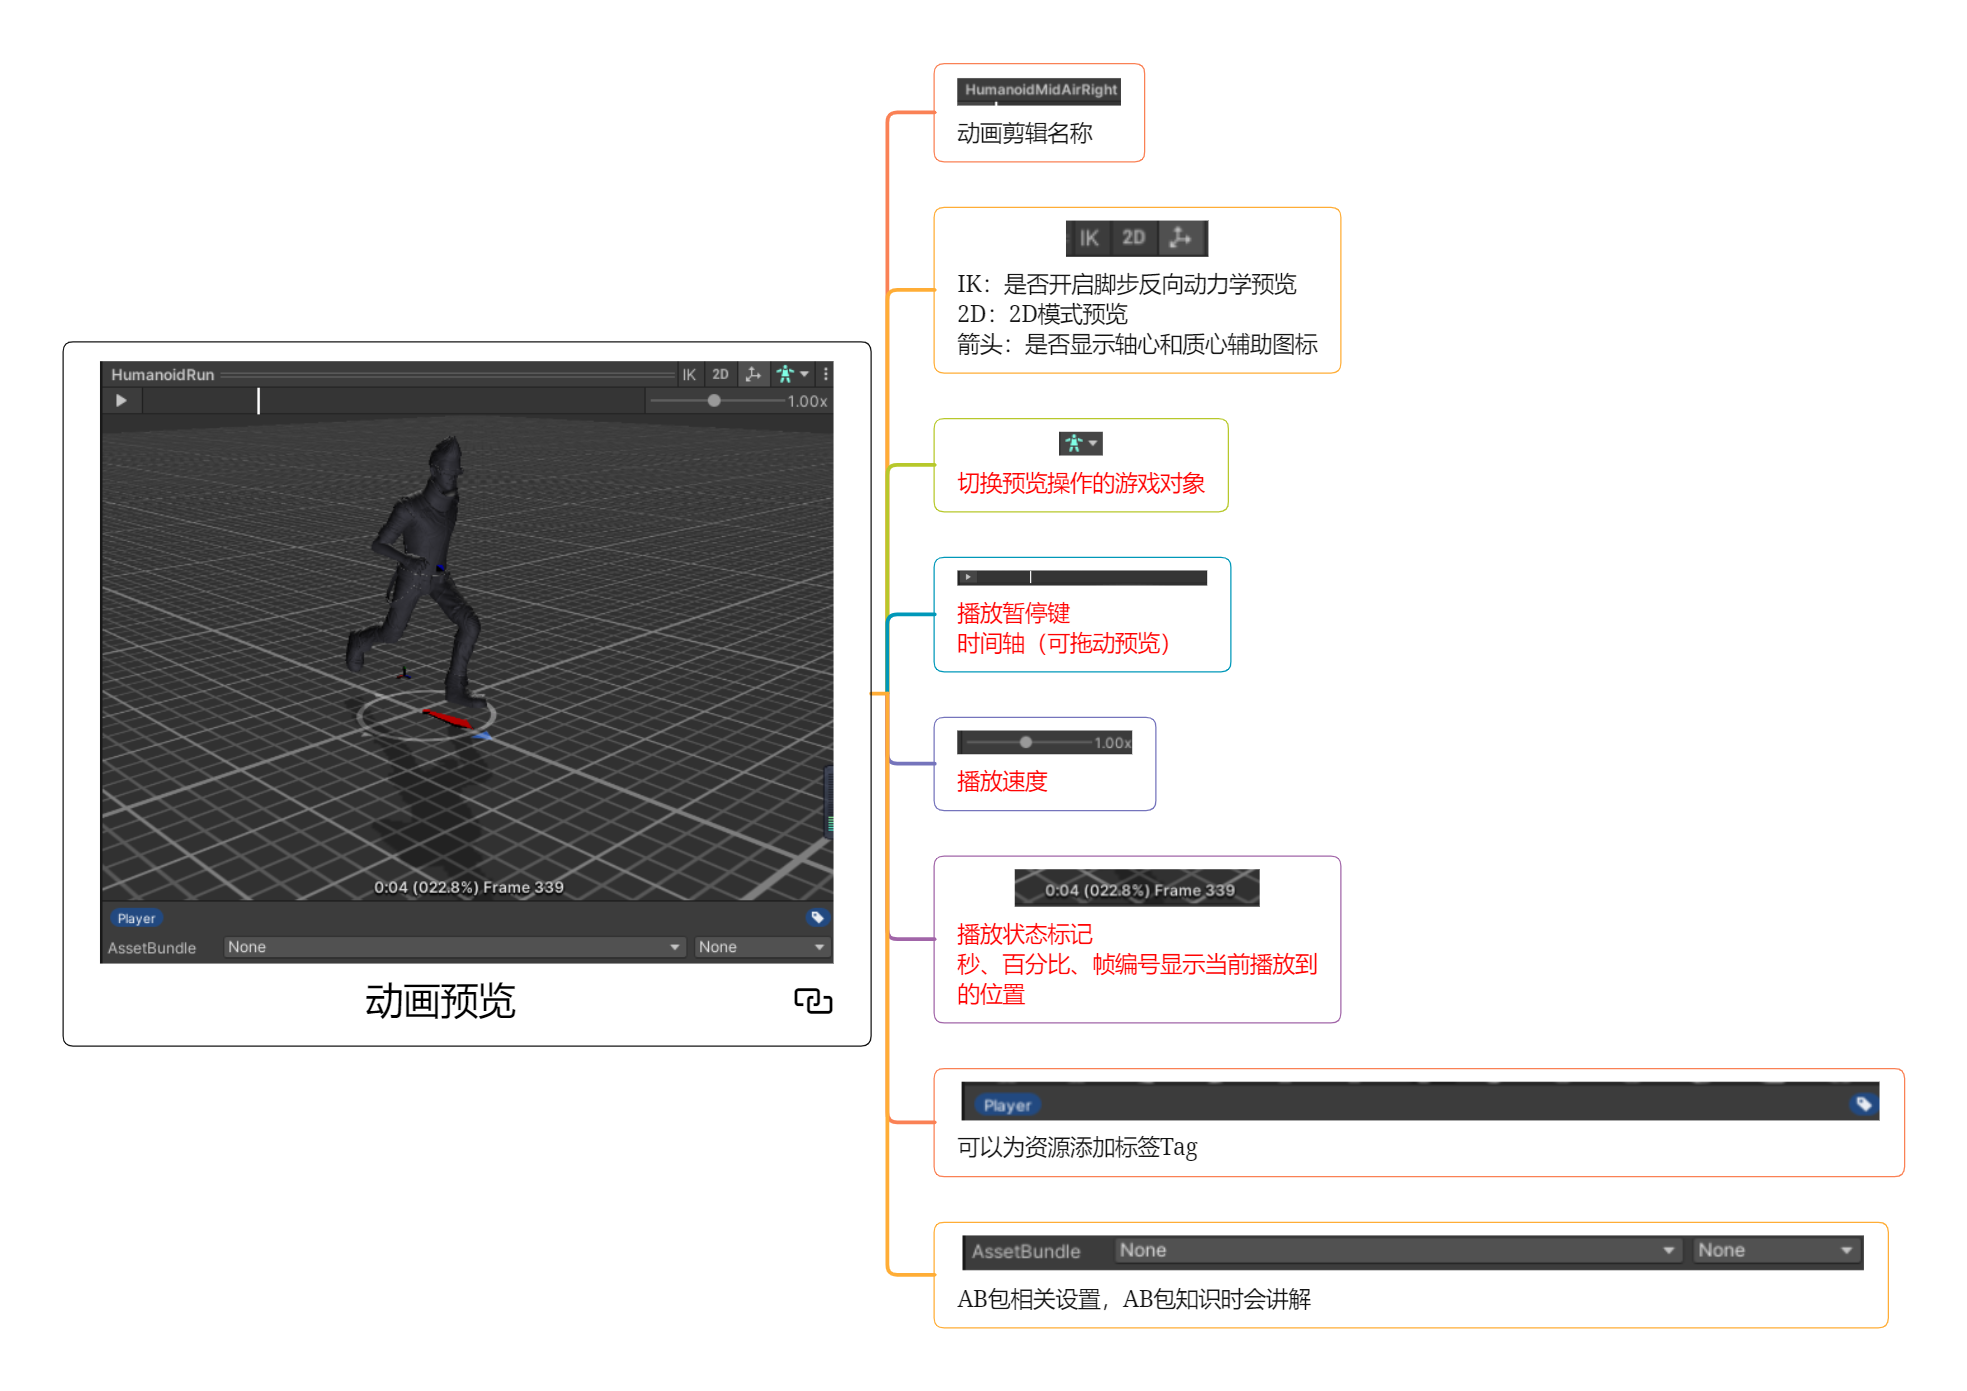 HumanoidRun
IK 2D
1.00x
0:04 (022.8%) Frame 339
Player
AssetBundle None None
动画预览
HumanoidMidAirRight
动画剪辑名称
IK 2D
IK：是否开启脚步反向动力学预览
2D：2D模式预览
箭头：是否显示轴心和质心辅助图标
切换预览操作的游戏对象
播放暂停键
时间轴（可拖动预览）
1.00x
播放速度
0:04 (022.8%) Frame 339
播放状态标记
秒、百分比、帧编号显示当前播放到
的位置
Player
可以为资源添加标签Tag
AssetBundle None None
AB包相关设置，AB包知识时会讲解